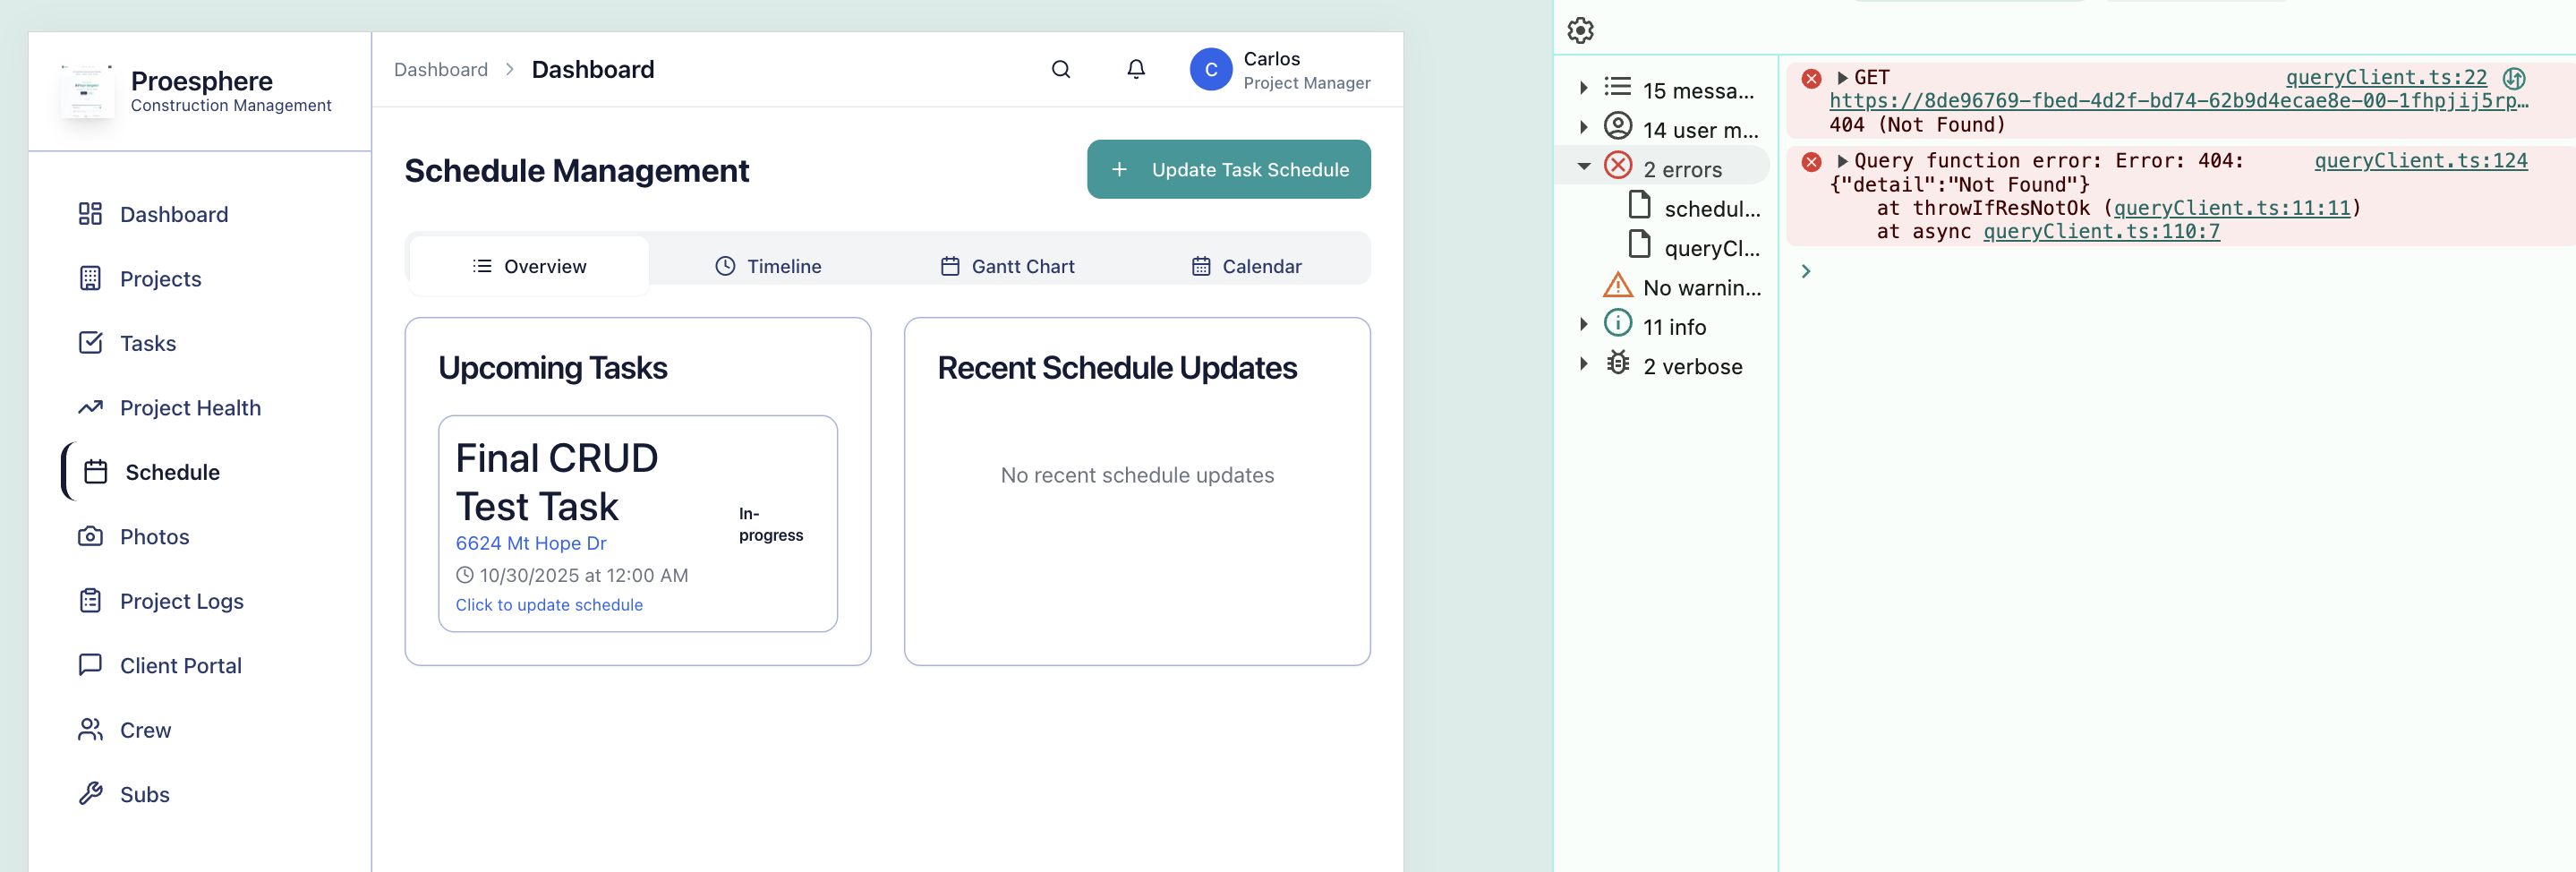 Proesphere
Construction Management
Dashboard
Projects
Tasks
Project Health
Schedule
Photos
Project Logs
Client Portal
Crew
Subs
Dashboard > Dashboard
C
Carlos
Project Manager
Schedule Management
+ Update Task Schedule
Overview
Timeline
Gantt Chart
Calendar
Upcoming Tasks
Final CRUD
Test Task
6624 Mt Hope Dr
10/30/2025 at 12:00 AM
Click to update schedule
In-
progress
Recent Schedule Updates
No recent schedule updates
15 messa...
14 user m...
2 errors
schedul...
queryCl...
No warnin...
11 info
2 verbose
GET queryClient.ts:22
https://8de96769-fbed-4d2f-bd74-62b9d4ecae8e-00-1fhpjij5rp…
404 (Not Found)
Query function error: Error: 404: queryClient.ts:124
{"detail":"Not Found"}
at throwIfResNotOk (queryClient.ts:11:11)
at async queryClient.ts:110:7